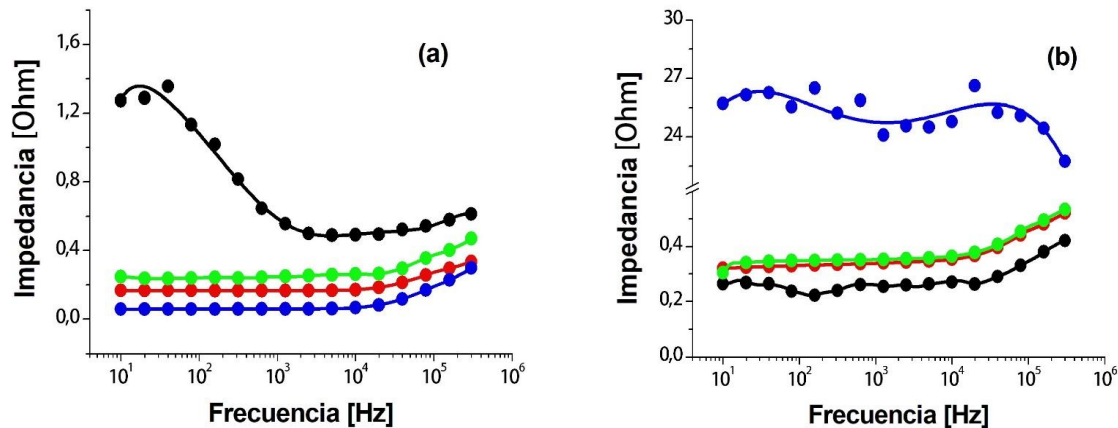 (a)
Impedancia [Ohm]
1,6
1,2
0,8
0,4
0,0
10¹ 10² 10³ 10⁴ 10⁵ 10⁶
Frecuencia [Hz]
(b)
Impedancia [Ohm]
30
27
24
0,4
0,2
0,0
10¹ 10² 10³ 10⁴ 10⁵ 10⁶
Frecuencia [Hz]